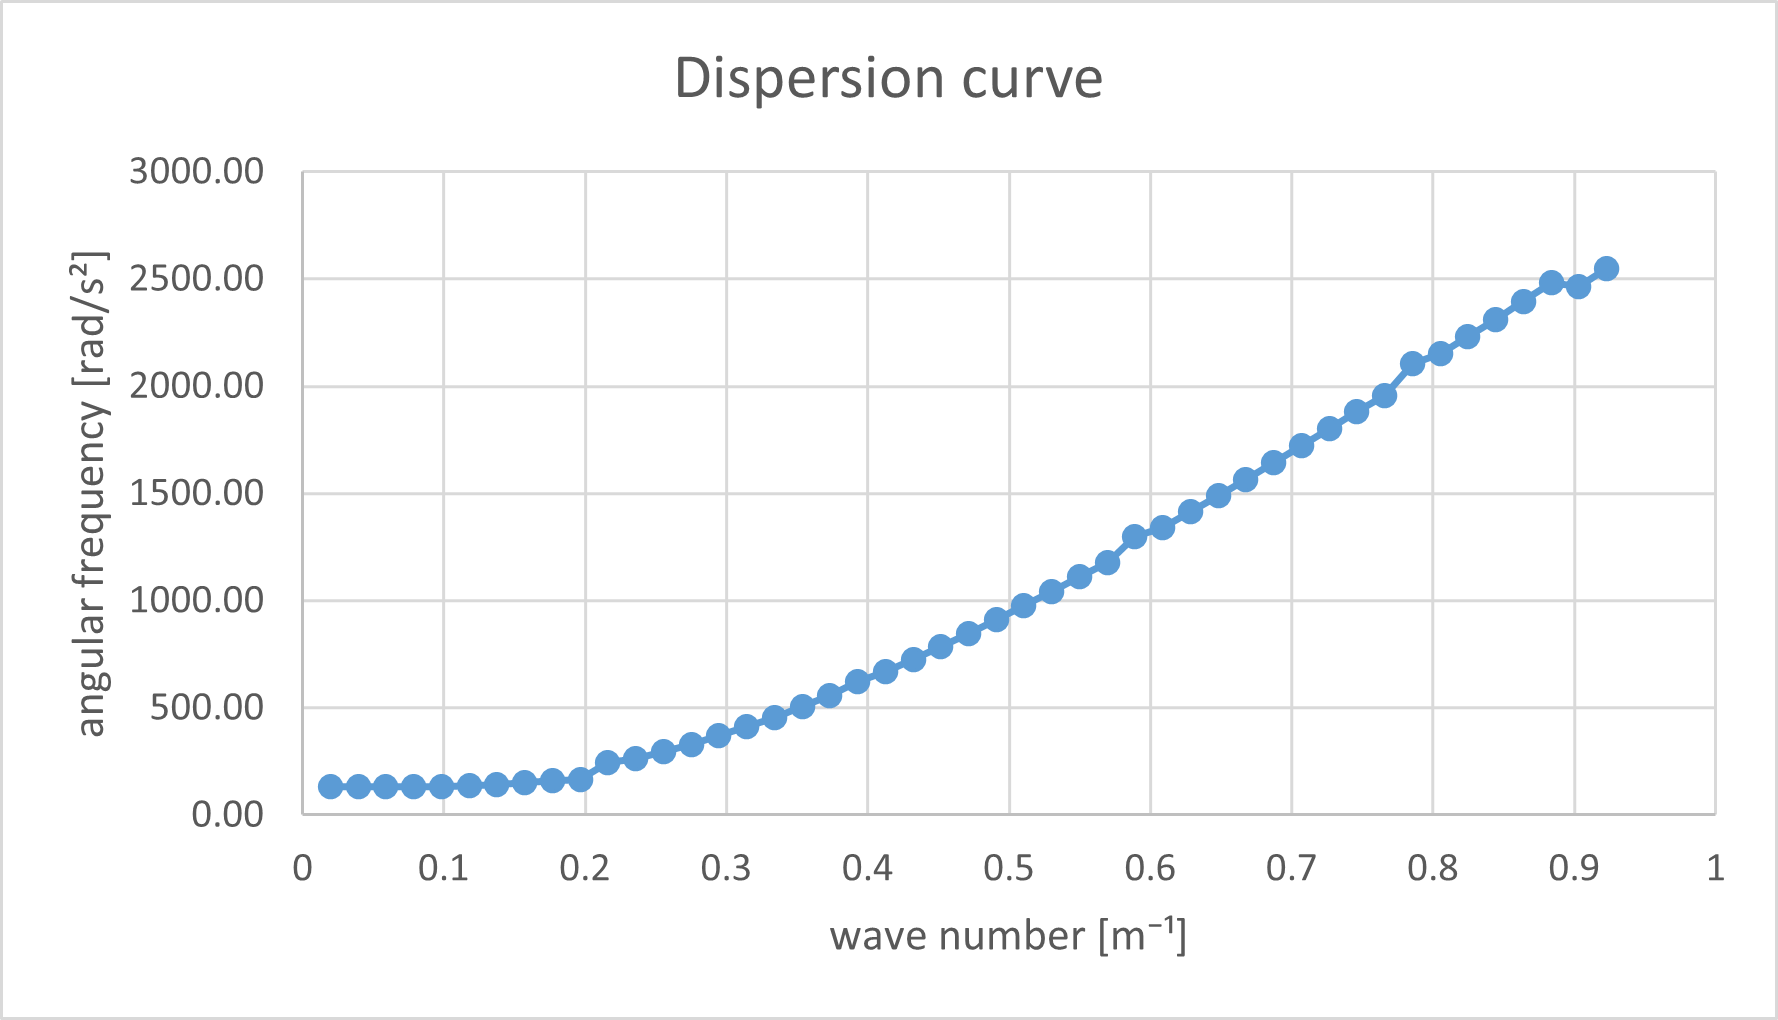 Dispersion curve
3000.00
2500.00
2000.00
1500.00
1000.00
500.00
0.00
angular frequency [rad/s²]
0 0.1 0.2 0.3 0.4 0.5 0.6 0.7 0.8 0.9 1
wave number [m⁻¹]